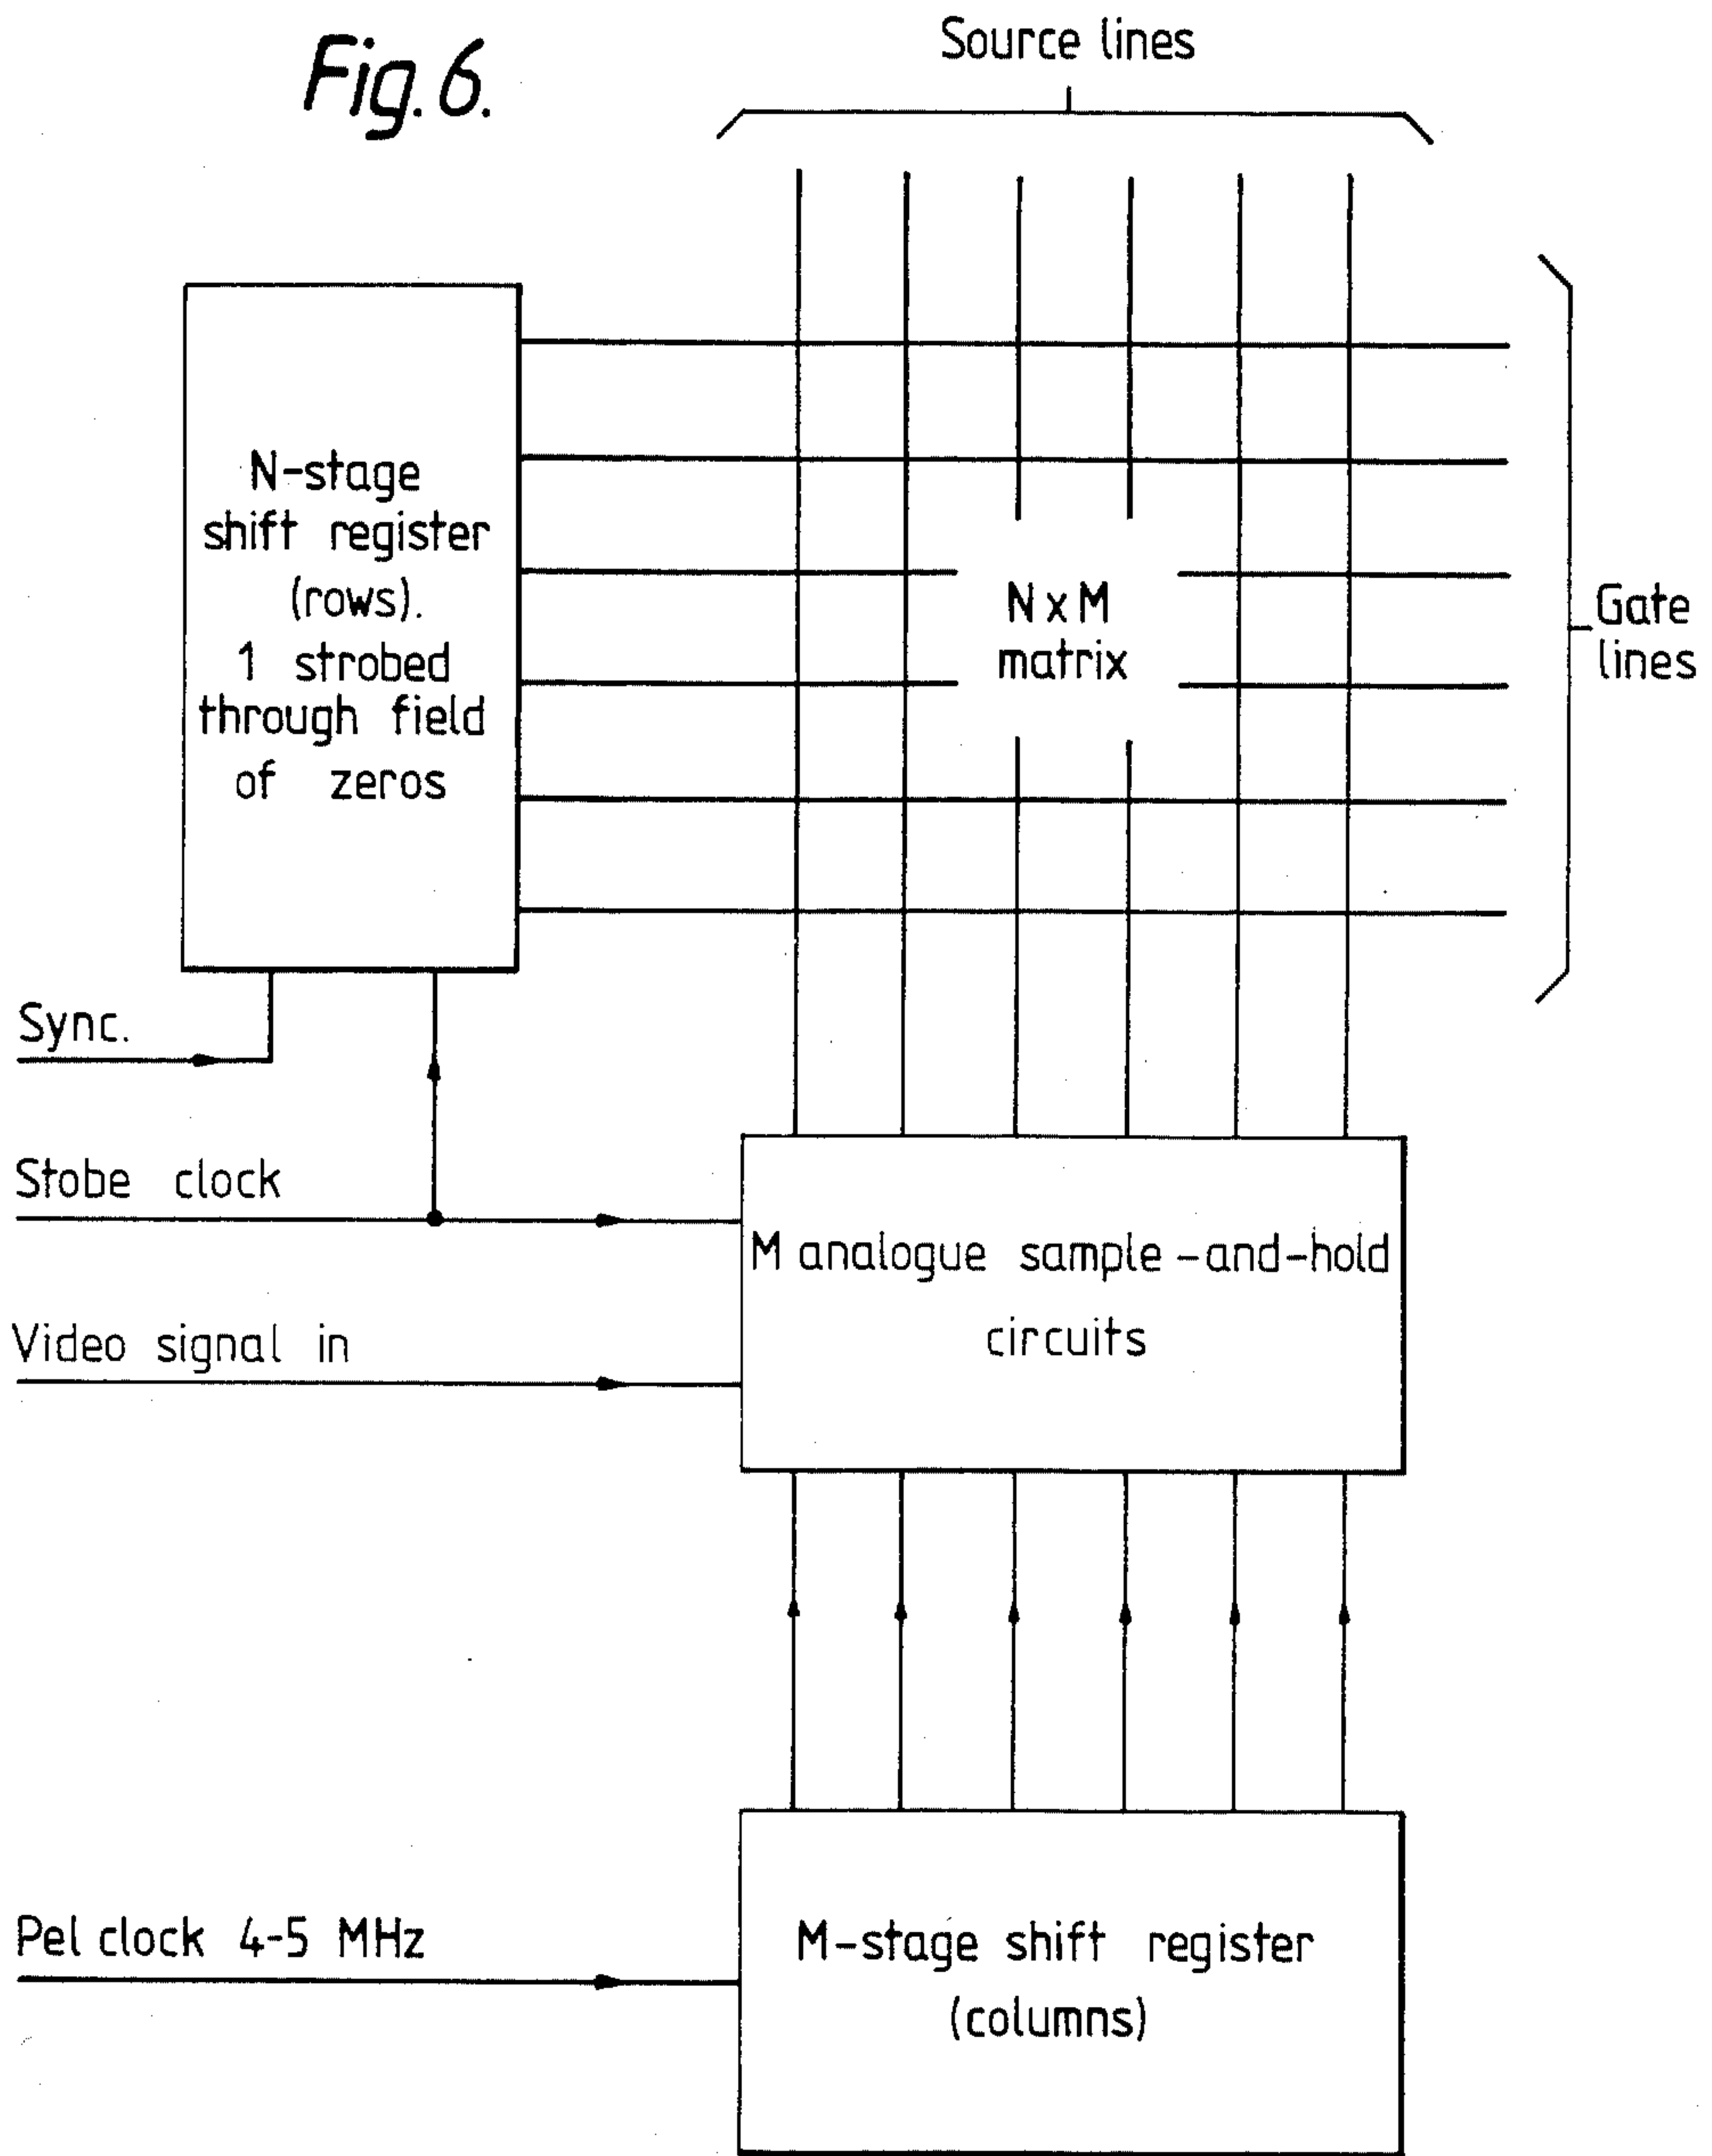 Fig. 6.
Source lines
N-stage
shift register
(rows).
1 strobed
through field
of zeros
N x M
matrix
Gate
lines
Sync.
Stobe clock
M analogue sample-and-hold
circuits
Video signal in
Pel clock 4-5 MHz
M-stage shift register
(columns)